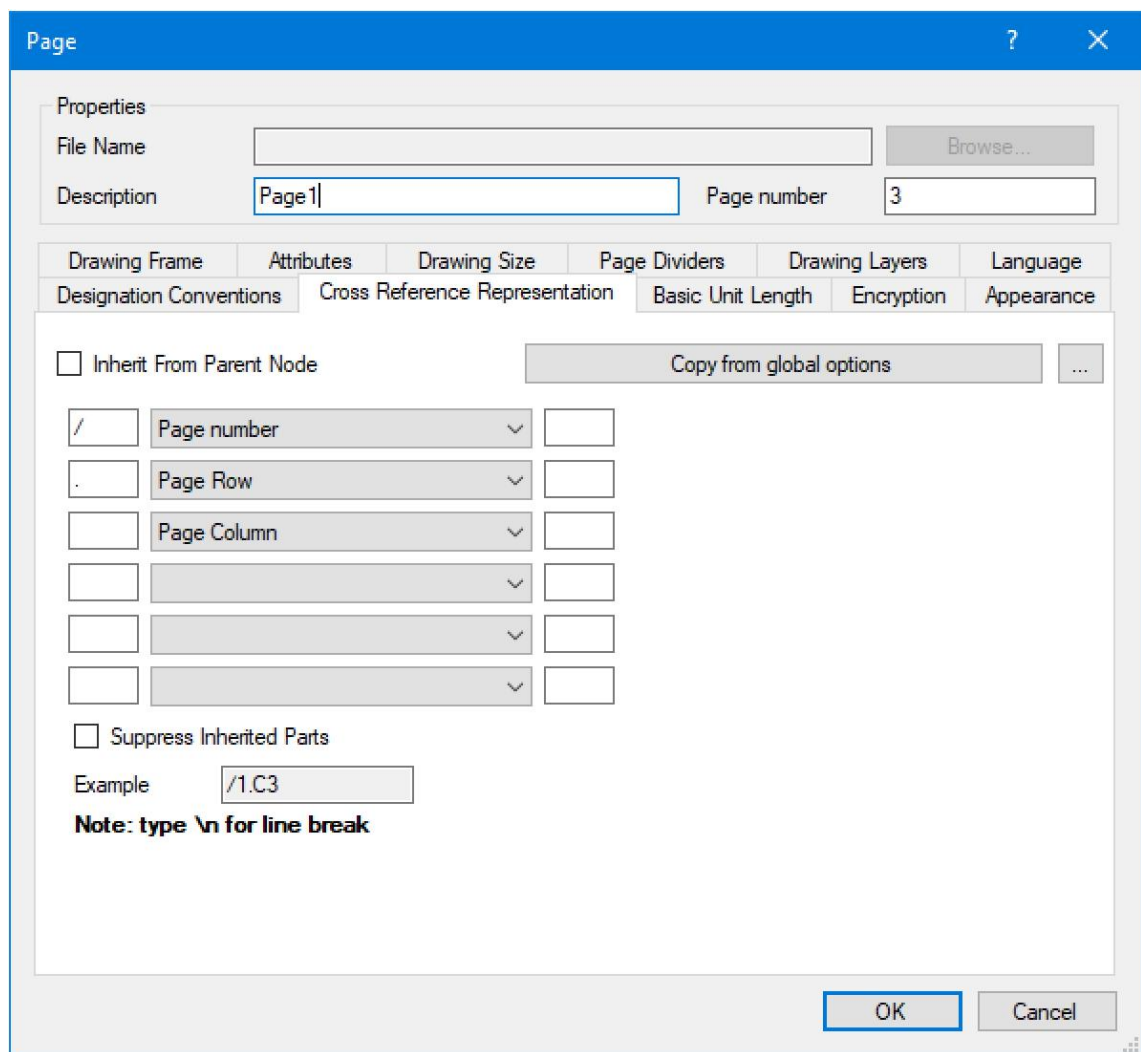 Page ?
Properties
File Name Browse...
Description Page1 Page number 3
Drawing Frame Attributes Drawing Size Page Dividers Drawing Layers Language
Designation Conventions Cross Reference Representation Basic Unit Length Encryption Appearance
Inherit From Parent Node Copy from global options ...
/ Page number
. Page Row
Page Column
Suppress Inherited Parts
Example /1.C3
Note: type \n for line break
OK Cancel